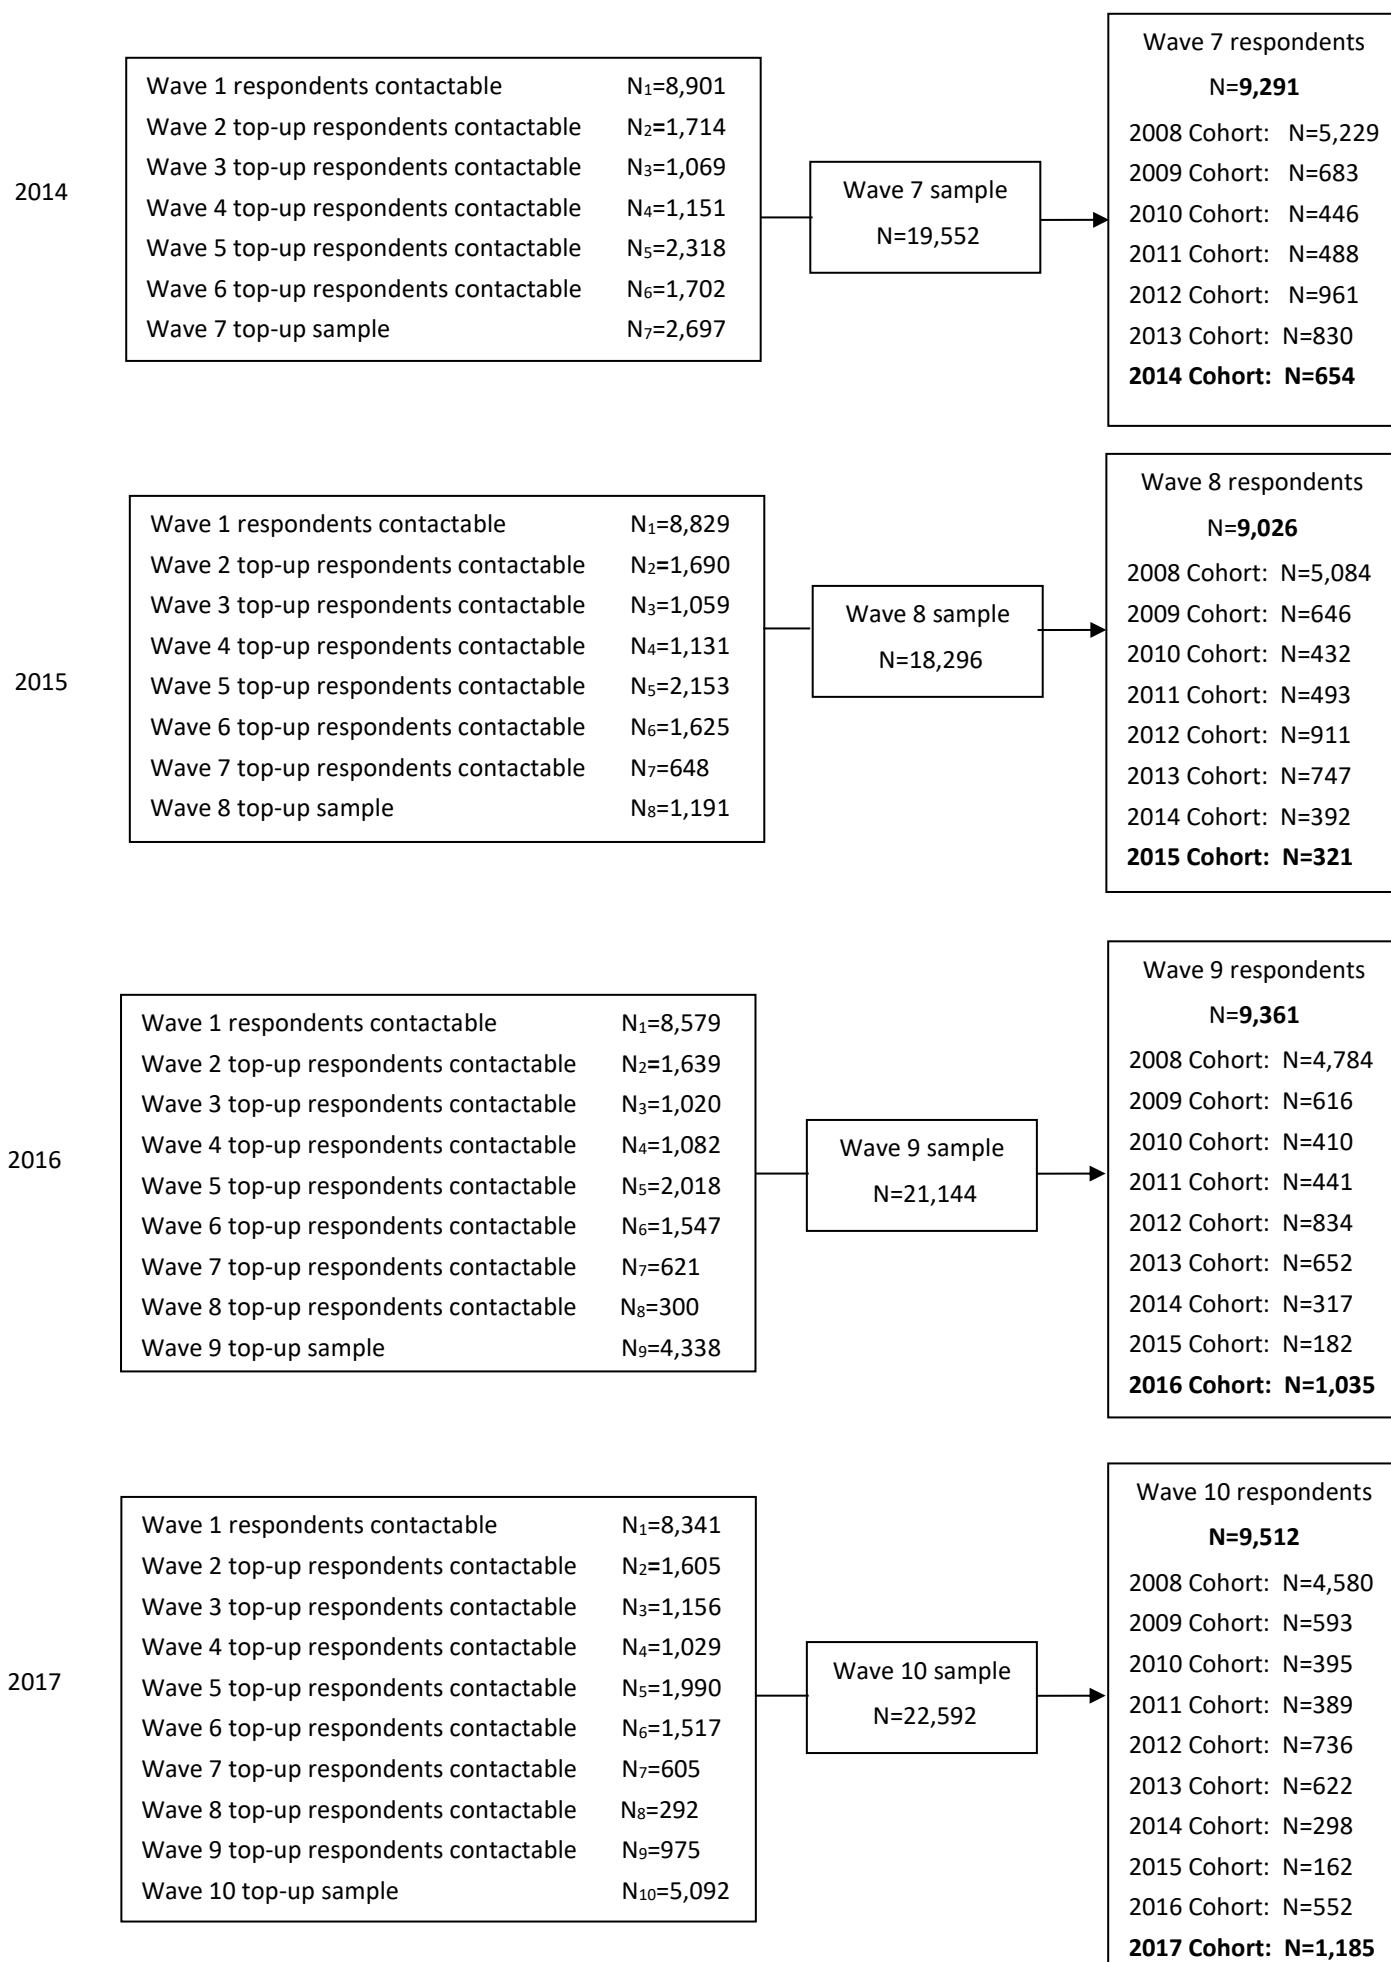 2014
Wave 1 respondents contactable N₁=8,901
Wave 2 top-up respondents contactable N₂=1,714
Wave 3 top-up respondents contactable N₃=1,069
Wave 4 top-up respondents contactable N₄=1,151
Wave 5 top-up respondents contactable N₅=2,318
Wave 6 top-up respondents contactable N₆=1,702
Wave 7 top-up sample N₇=2,697
Wave 7 sample
N=19,552
Wave 7 respondents
N=9,291
2008 Cohort: N=5,229
2009 Cohort: N=683
2010 Cohort: N=446
2011 Cohort: N=488
2012 Cohort: N=961
2013 Cohort: N=830
2014 Cohort: N=654
2015
Wave 1 respondents contactable N₁=8,829
Wave 2 top-up respondents contactable N₂=1,690
Wave 3 top-up respondents contactable N₃=1,059
Wave 4 top-up respondents contactable N₄=1,131
Wave 5 top-up respondents contactable N₅=2,153
Wave 6 top-up respondents contactable N₆=1,625
Wave 7 top-up respondents contactable N₇=648
Wave 8 top-up sample N₈=1,191
Wave 8 sample
N=18,296
Wave 8 respondents
N=9,026
2008 Cohort: N=5,084
2009 Cohort: N=646
2010 Cohort: N=432
2011 Cohort: N=493
2012 Cohort: N=911
2013 Cohort: N=747
2014 Cohort: N=392
2015 Cohort: N=321
2016
Wave 1 respondents contactable N₁=8,579
Wave 2 top-up respondents contactable N₂=1,639
Wave 3 top-up respondents contactable N₃=1,020
Wave 4 top-up respondents contactable N₄=1,082
Wave 5 top-up respondents contactable N₅=2,018
Wave 6 top-up respondents contactable N₆=1,547
Wave 7 top-up respondents contactable N₇=621
Wave 8 top-up respondents contactable N₈=300
Wave 9 top-up sample N₉=4,338
Wave 9 sample
N=21,144
Wave 9 respondents
N=9,361
2008 Cohort: N=4,784
2009 Cohort: N=616
2010 Cohort: N=410
2011 Cohort: N=441
2012 Cohort: N=834
2013 Cohort: N=652
2014 Cohort: N=317
2015 Cohort: N=182
2016 Cohort: N=1,035
2017
Wave 1 respondents contactable N₁=8,341
Wave 2 top-up respondents contactable N₂=1,605
Wave 3 top-up respondents contactable N₃=1,156
Wave 4 top-up respondents contactable N₄=1,029
Wave 5 top-up respondents contactable N₅=1,990
Wave 6 top-up respondents contactable N₆=1,517
Wave 7 top-up respondents contactable N₇=605
Wave 8 top-up respondents contactable N₈=292
Wave 9 top-up respondents contactable N₉=975
Wave 10 top-up sample N₁₀=5,092
Wave 10 sample
N=22,592
Wave 10 respondents
N=9,512
2008 Cohort: N=4,580
2009 Cohort: N=593
2010 Cohort: N=395
2011 Cohort: N=389
2012 Cohort: N=736
2013 Cohort: N=622
2014 Cohort: N=298
2015 Cohort: N=162
2016 Cohort: N=552
2017 Cohort: N=1,185